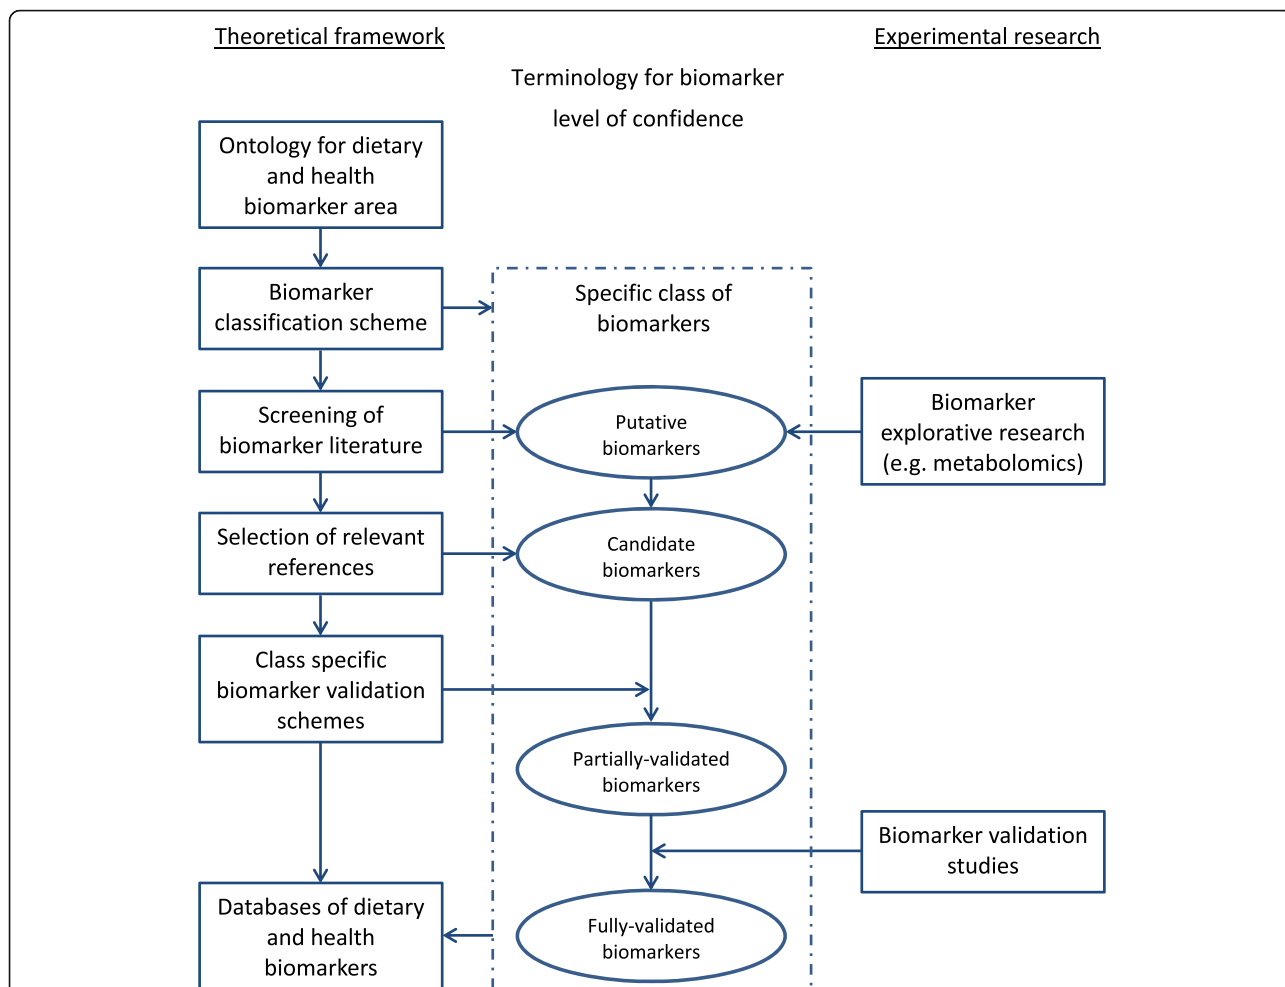 Theoretical framework
Experimental research
Terminology for biomarker
level of confidence
Ontology for dietary
and health
biomarker area
Biomarker
classification scheme
Specific class of
biomarkers
Screening of
biomarker literature
Putative
biomarkers
Biomarker
explorative research
(e.g. metabolomics)
Selection of relevant
references
Candidate
biomarkers
Class specific
biomarker validation
schemes
Partially-validated
biomarkers
Biomarker validation
studies
Databases of dietary
and health
biomarkers
Fully-validated
biomarkers